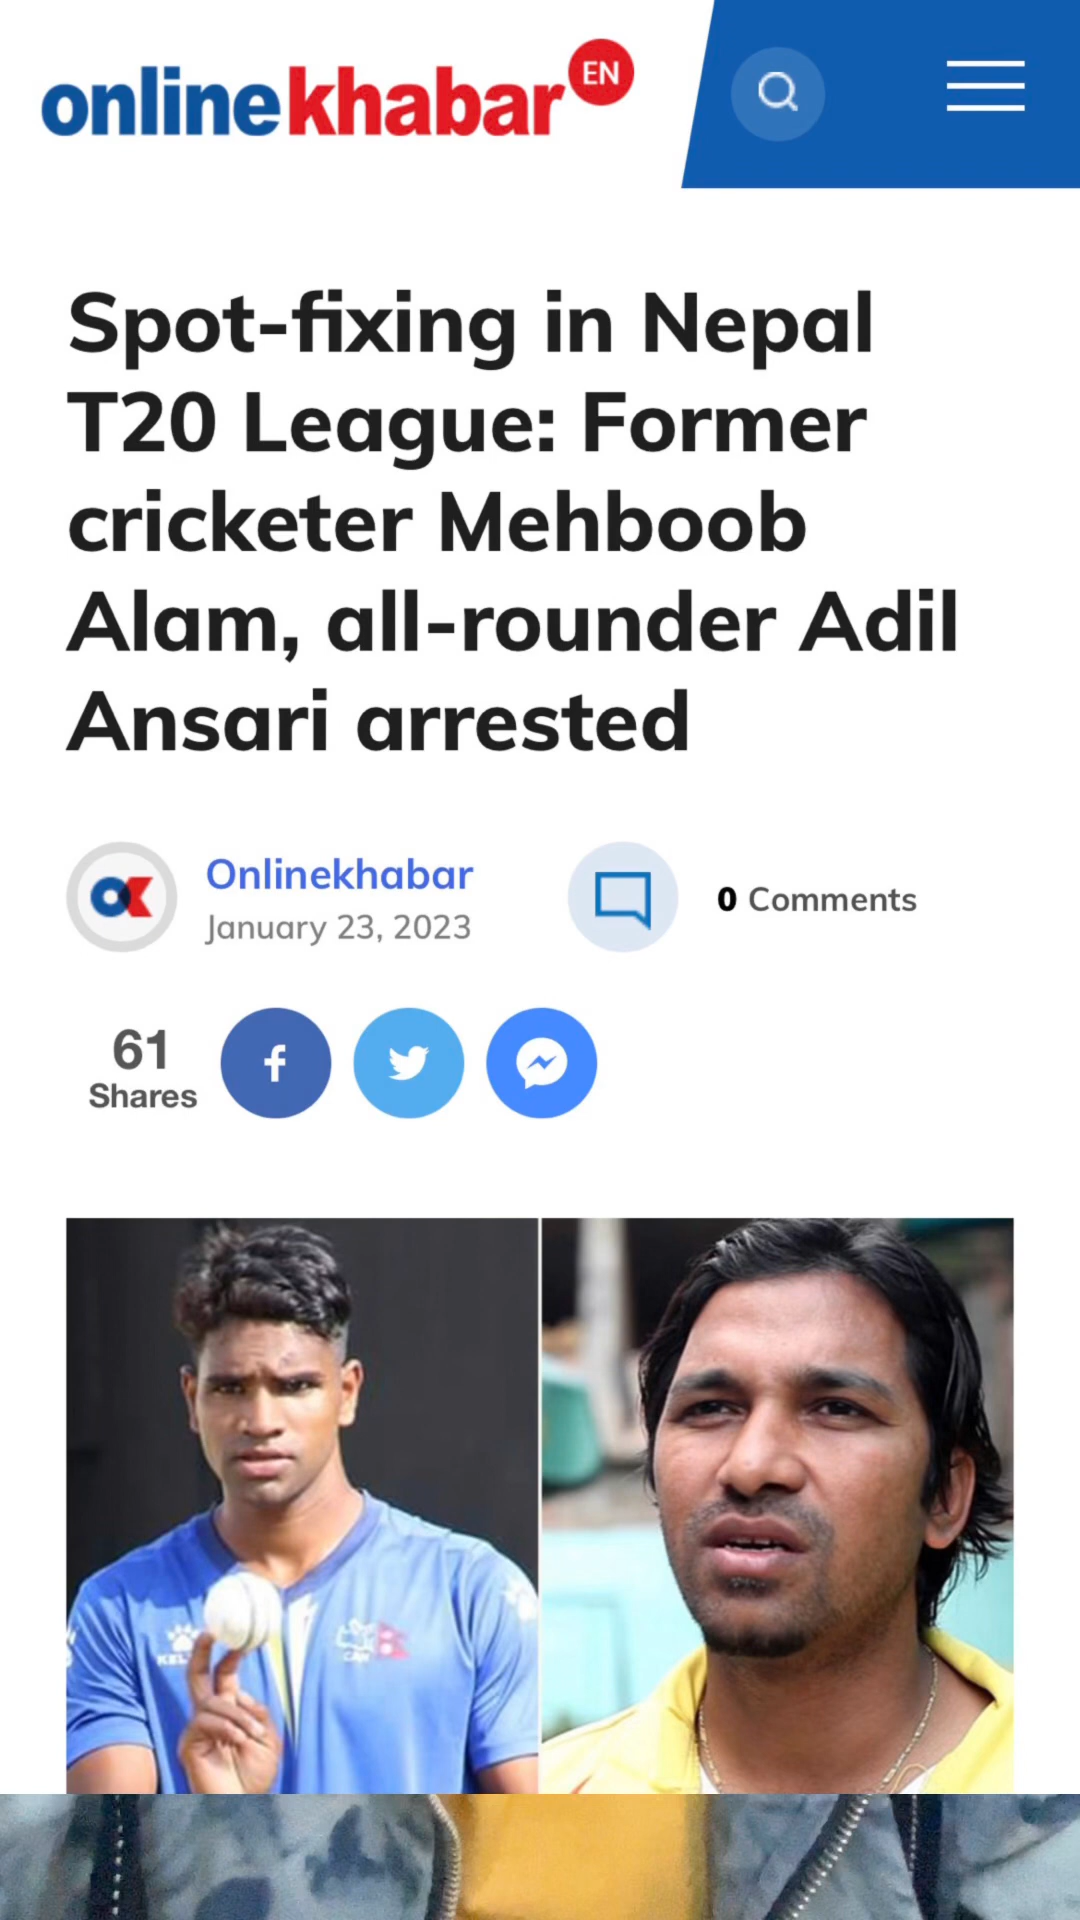 onlinekhabar EN
Spot-fixing in Nepal
T20 League: Former
cricketer Mehboob
Alam, all-rounder Adil
Ansari arrested
Onlinekhabar
January 23, 2023
0 Comments
61
Shares
CAN